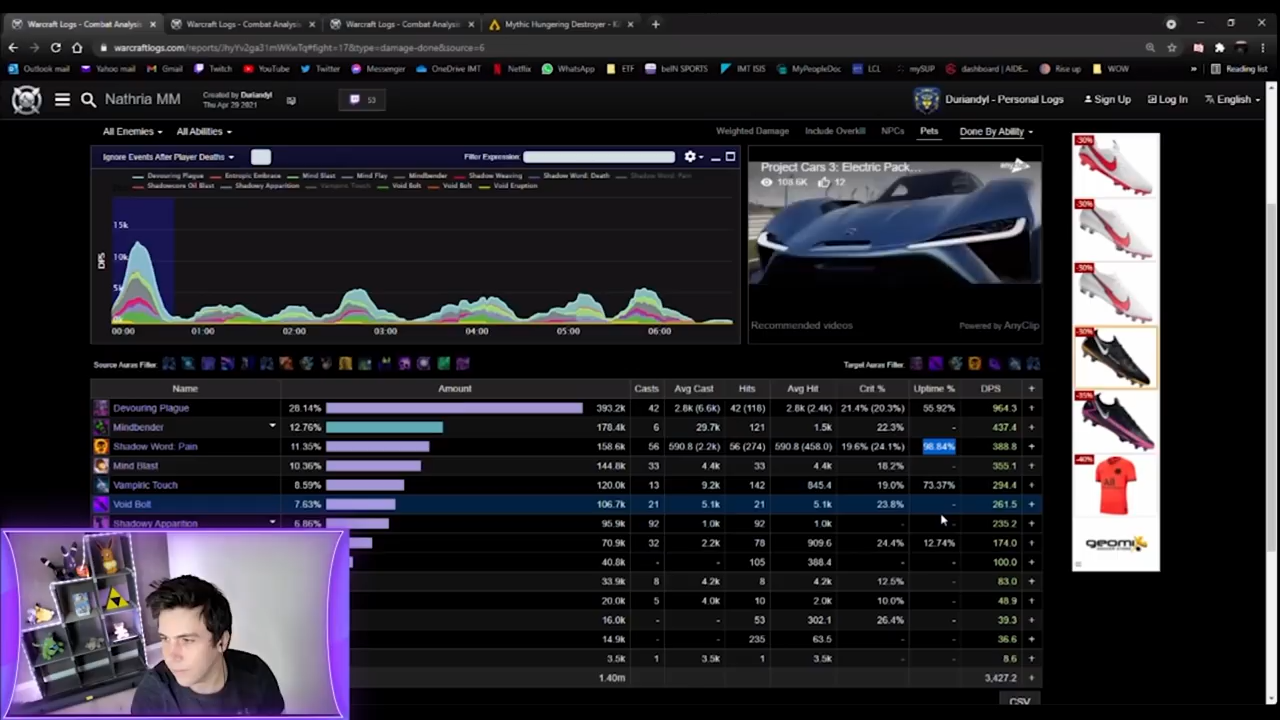 Warcraft Logs - Combat Analysis
Warcraft Logs - Combat Analysis
Warcraft Logs - Combat Analysis
Mythic Hungering Destroyer - K
Outlook mail
Yahoo mail
Gmail
Twitch
YouTube
Twitter
Messenger
OneDrive IMT
Netflix
WhatsApp
ETF
beIN SPORTS
IMT ISIS
MyPeopleDoc
LCL
mySUP
dashboard | AIDE...
Rise up
WOW
Reading list
Nathria MM
Created by Duriandyl
Thu Apr 29 2021
53
Duriandyl - Personal Logs
Sign Up
Log In
English
All Enemies
All Abilities
Weighted Damage
Include Overkill
NPCs
Pets
Done By Ability
Ignore Events After Player Deaths
Filter Expression:
Devouring Plague Entropic Embrace Mind Blast Mind Flay Mindbender Shadow Weaving Shadow Word: Death Shadow Word: Pain
Shadowcore Oil Blast Shadowy Apparition Vampiric Touch Void Bolt Void Bolt Void Eruption
DPS
15k
10k
5k
00:00 01:00 02:00 03:00 04:00 05:00 06:00
Project Cars 3: Electric Pack...
108.6K 12
Recommended videos
Powered by AnyClip
Source Auras Filter:
Target Auras Filter:
Name Amount Casts Avg Cast Hits Avg Hit Crit % Uptime % DPS +
Devouring Plague 28.14% 393.2k 42 2.8k (6.6k) 42 (118) 2.8k (2.4k) 21.4% (20.3%) 55.92% 964.3 +
Mindbender 12.76% 178.4k 6 29.7k 121 1.5k 22.3% - 437.4 +
Shadow Word: Pain 11.35% 158.6k 56 590.8 (2.2k) 56 (274) 590.8 (458.0) 19.6% (24.1%) 98.84% 388.8 +
Mind Blast 10.36% 144.8k 33 4.4k 33 4.4k 18.2% - 355.1 +
Vampiric Touch 8.59% 120.0k 13 9.2k 142 845.4 19.0% 73.37% 294.4 +
Void Bolt 7.63% 106.7k 21 5.1k 21 5.1k 23.8% - 261.5 +
Shadowy Apparition 6.86% 95.9k 92 1.0k 92 1.0k - - 235.2 +
70.9k 32 2.2k 78 909.6 24.4% 12.74% 174.0 +
40.8k - - 105 388.4 - - 100.0 +
33.9k 8 4.2k 8 4.2k 12.5% - 83.0 +
20.0k 5 4.0k 10 2.0k 10.0% - 48.9 +
16.0k - - 53 302.1 26.4% - 39.3 +
14.9k - - 235 63.5 - - 36.6 +
3.5k 1 3.5k 1 3.5k - - 8.6 +
1.40m 3,427.2 +
CSV
-30%
-30%
-30%
-30%
-35%
-40%
geomix